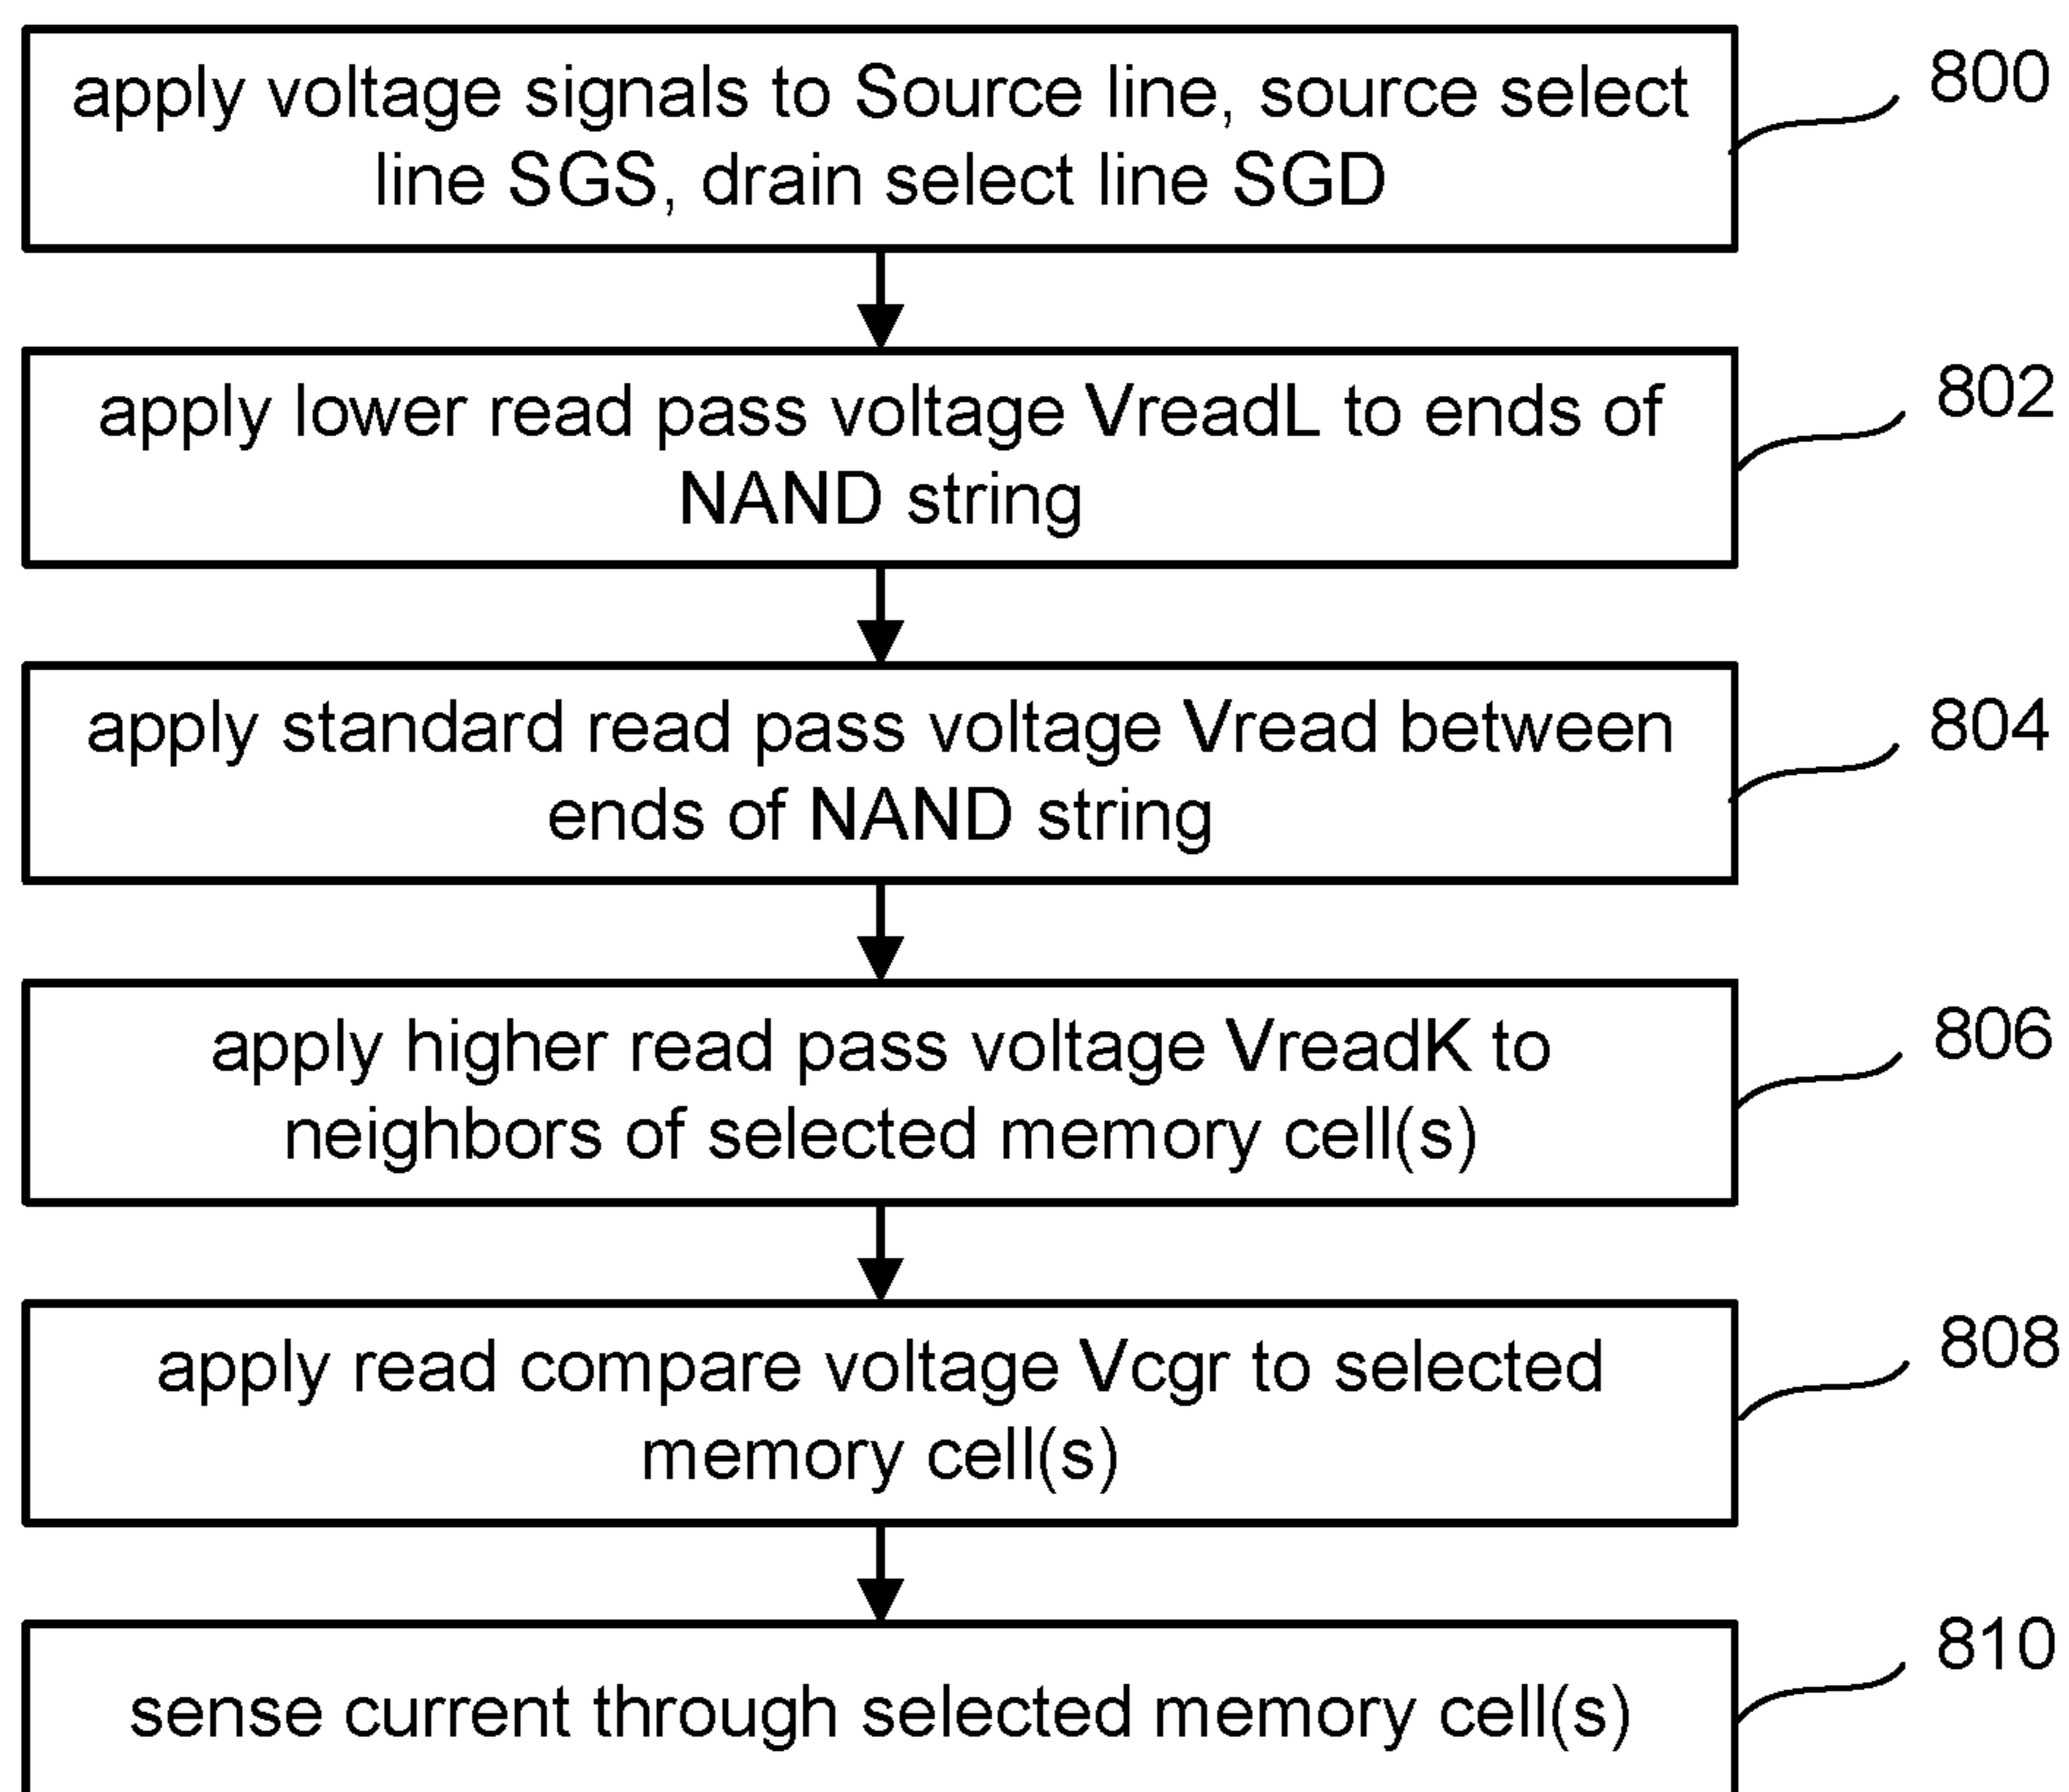 apply voltage signals to Source line, source select
line SGS, drain select line SGD
800
apply lower read pass voltage VreadL to ends of
NAND string
802
apply standard read pass voltage Vread between
ends of NAND string
804
apply higher read pass voltage VreadK to
neighbors of selected memory cell(s)
806
apply read compare voltage Vcgr to selected
memory cell(s)
808
sense current through selected memory cell(s)
810